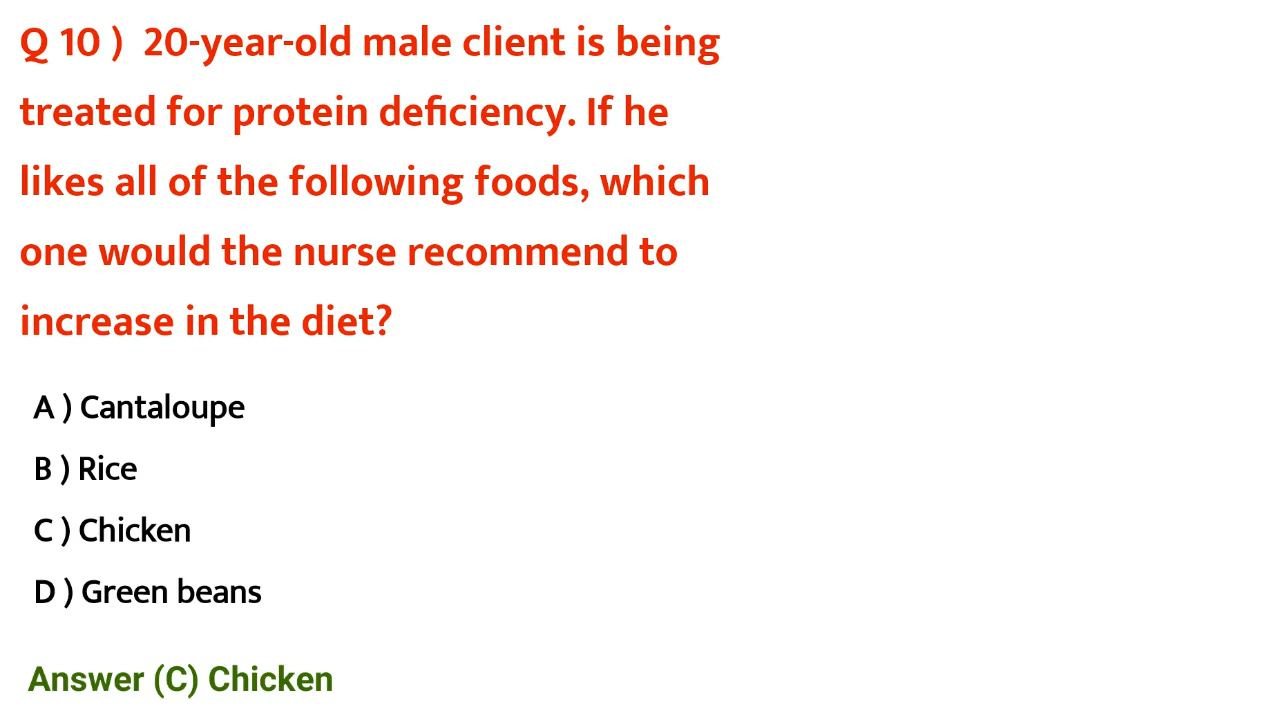 Q 10 ) 20-year-old male client is being
treated for protein deficiency. If he
likes all of the following foods, which
one would the nurse recommend to
increase in the diet?
A ) Cantaloupe
B ) Rice
C ) Chicken
D ) Green beans
Answer (C) Chicken